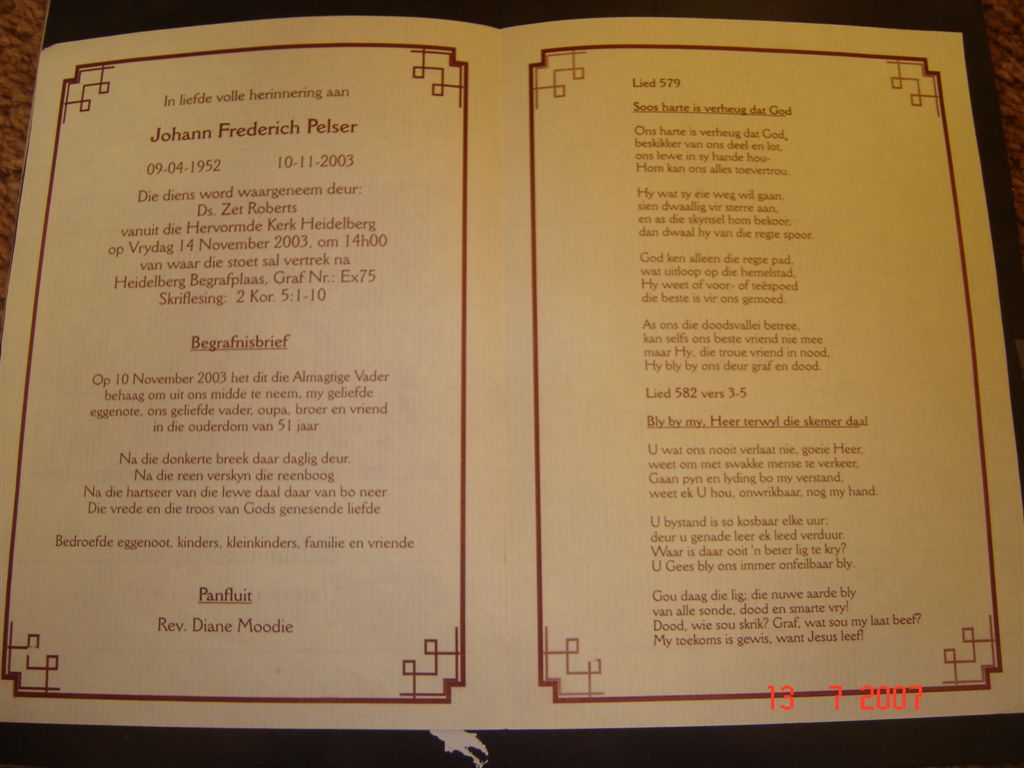 In liefde volle herinnering aan
Johann Frederich Pelser
09-04-1952 10-11-2003
Die diens word waargeneem deur:
Ds. Zet Roberts
vanuit die Hervormde Kerk Heidelberg
op Vrydag 14 November 2003, om 14h00
van waar die stoet sal vertrek na
Heidelberg Begrafplaas, Graf Nr.: Ex75
Skriflesing: 2 Kor. 5:1-10
Begrafnisbrief
Op 10 November 2003 het dit die Almagtige Vader
behaag om uit ons midde te neem, my geliefde
eggenote, ons geliefde vader, oupa, broer en vriend
in die ouderdom van 51 jaar
Na die donkerte breek daar daglig deur.
Na die reen verskyn die reenboog
Na die hartseer van die lewe daal daar van bo neer
Die vrede en die troos van Gods genesende liefde
Bedroefde eggenoot, kinders, kleinkinders, familie en vriende
Panfluit
Rev. Diane Moodie
Lied 579
Soos harte is verheug dat God
Ons harte is verheug dat God,
beskikker van ons deel en lot,
ons lewe in sy hande hou-
Hom kan ons alles toevertrou.
Hy wat sy eie weg wil gaan,
sien dwaallig vir sterre aan,
en as die skynsel hom bekoor,
dan dwaal hy van die regte spoor.
God ken alleen die regte pad,
wat uitloop op die hemelstad,
Hy weet of voor- of teëspoed
die beste is vir ons gemoed.
As ons die doodsvallei betree,
kan selfs ons beste vriend nie mee
maar Hy, die troue vriend in nood,
Hy bly by ons deur graf en dood.
Lied 582 vers 3-5
Bly by my, Heer terwyl die skemer daal
U wat ons nooit verlaat nie, goeie Heer,
weet om met swakke mense te verkeer,
Gaan pyn en lyding bo my verstand,
weet ek U hou, onwrikbaar, nog my hand.
U bystand is so kosbaar elke uur;
deur u genade leer ek leed verduur.
Waar is daar ooit 'n beter lig te kry?
U Gees bly ons immer onfeilbaar bly.
Gou daag die lig; die nuwe aarde bly
van alle sonde, dood en smarte vry!
Dood, wie sou skrik? Graf, wat sou my laat beef?
My toekoms is gewis, want Jesus leef!
13 7 2007